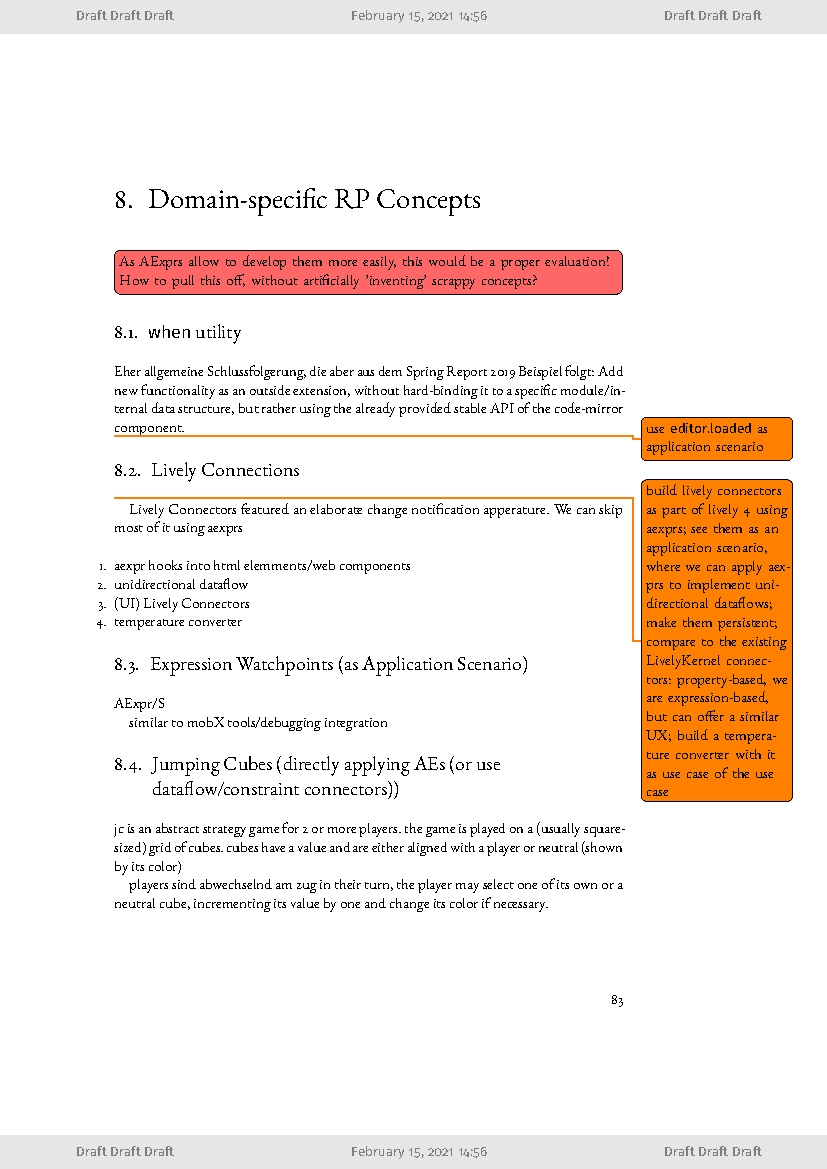 Draft Draft Draft February 15, 2021 14:56 Draft Draft Draft
8. Domain-specific RP Concepts
As AExprs allow to develop them more easily, this would be a proper evaluation!
How to pull this off, without artificially 'inventing' scrappy concepts?
8.1. when utility
Eher allgemeine Schlussfolgerung, die aber aus dem Spring Report 2019 Beispiel folgt: Add
new functionality as an outside extension, without hard-binding it to a specific module/in-
ternal data structure, but rather using the already provided stable API of the code-mirror
component.
use editor.loaded as
application scenario
8.2. Lively Connections
Lively Connectors featured an elaborate change notification apperature. We can skip
most of it using aexprs
1. aexpr hooks into html elemments/web components
2. unidirectional dataflow
3. (UI) Lively Connectors
4. temperature converter
build lively connectors
as part of lively 4 using
aexprs; see them as an
application scenario,
where we can apply aex-
prs to implement uni-
directional dataflows;
make them persistent;
compare to the existing
LivelyKernel connec-
tors: property-based, we
are expression-based,
but can offer a similar
UX; build a tempera-
ture converter with it
as use case of the use
case
8.3. Expression Watchpoints (as Application Scenario)
AExpr/S
similar to mobX tools/debugging integration
8.4. Jumping Cubes (directly applying AEs (or use
dataflow/constraint connectors))
jc is an abstract strategy game for 2 or more players. the game is played on a (usually square-
sized) grid of cubes. cubes have a value and are either aligned with a player or neutral (shown
by its color)
players sind abwechselnd am zug in their turn, the player may select one of its own or a
neutral cube, incrementing its value by one and change its color if necessary.
83
Draft Draft Draft February 15, 2021 14:56 Draft Draft Draft